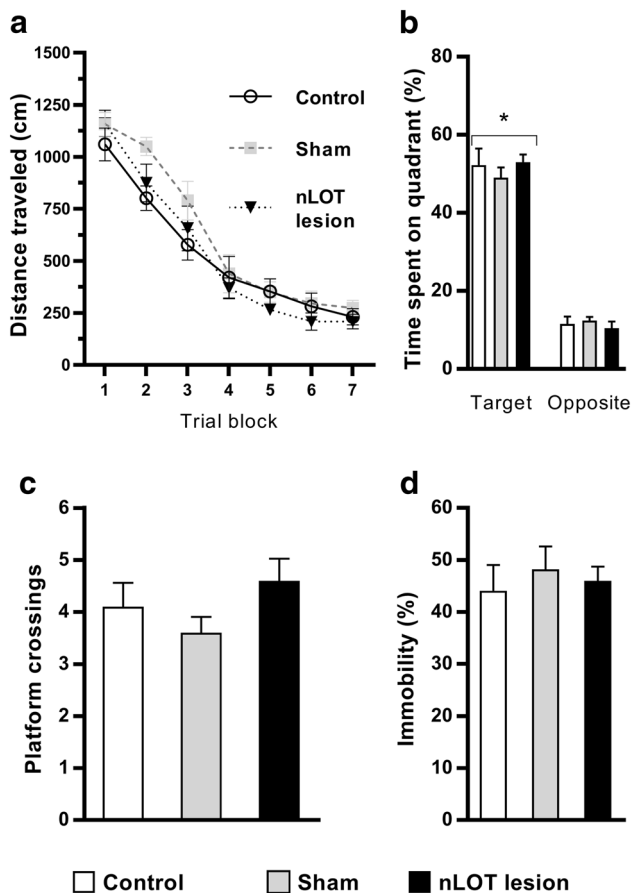 a
Distance traveled (cm)
1500
1250
1000
750
500
250
0
1 2 3 4 5 6 7
Trial block
Control
Sham
nLOT
lesion
b
Time spent on quadrant (%)
80
60
40
20
0
*
Target Opposite
c
Platform crossings
6
5
4
3
2
1
0
d
Immobility (%)
60
50
40
30
20
10
0
Control Sham nLOT lesion